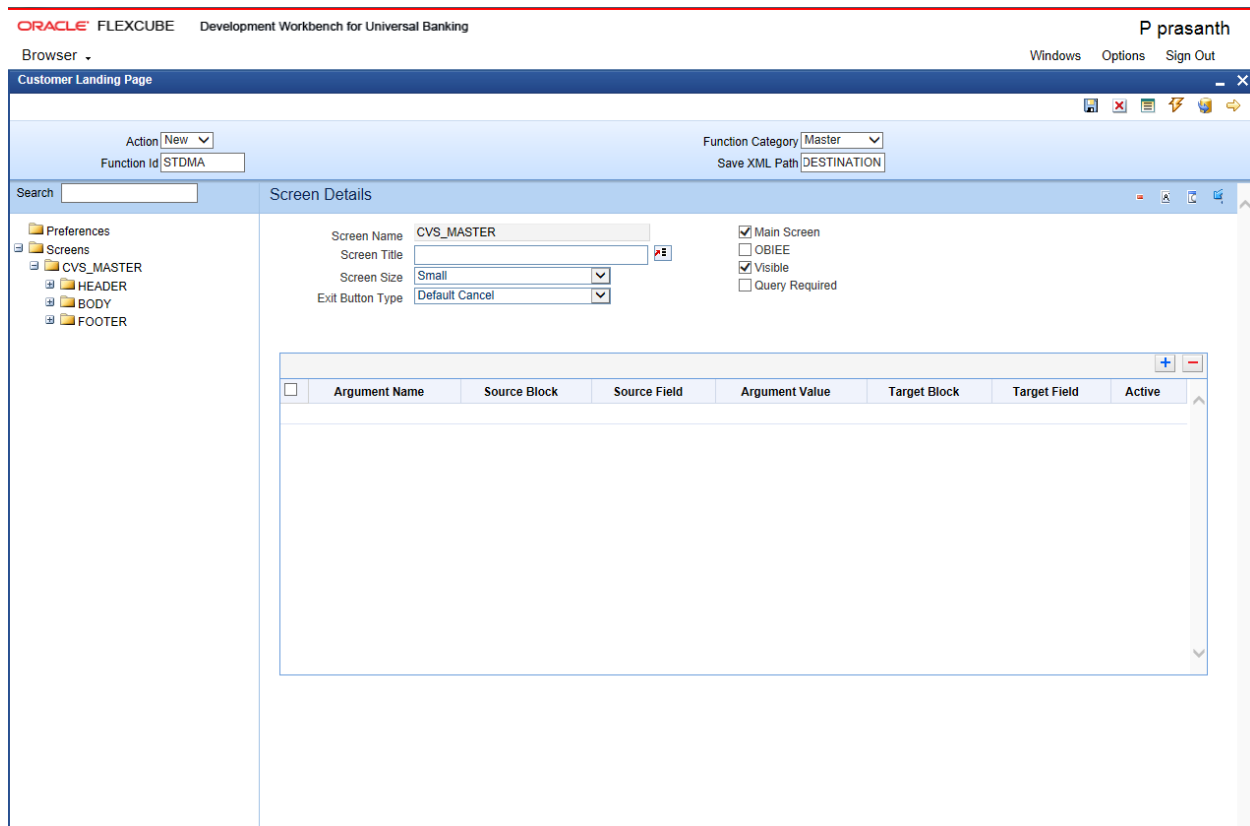 ORACLE FLEXCUBE Development Workbench for Universal Banking
P prasanth
Browser
Windows Options Sign Out
Customer Landing Page
Action New
Function Category Master
Function Id STDMA
Save XML Path DESTINATION
Search
Screen Details
Preferences
Screens
CVS_MASTER
HEADER
BODY
FOOTER
Screen Name CVS_MASTER
Screen Title
Screen Size Small
Exit Button Type Default Cancel
Main Screen
OBIEE
Visible
Query Required
Argument Name Source Block Source Field Argument Value Target Block Target Field Active